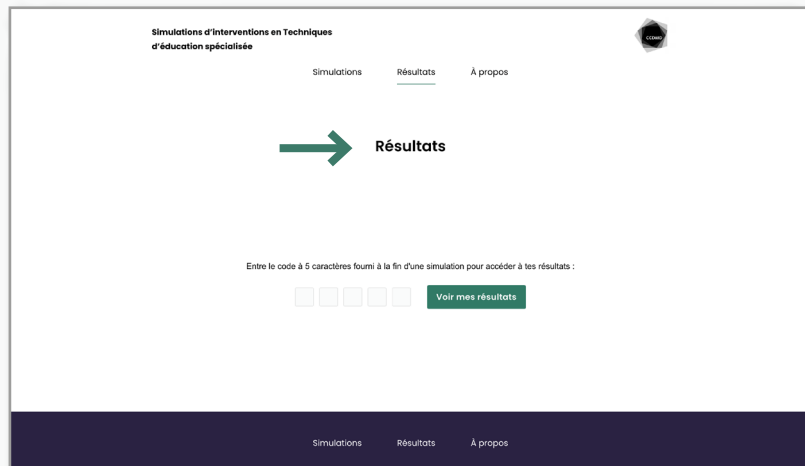 Simulations d'interventions en Techniques
d'éducation spécialisée
CCDMD
Simulations Résultats À propos
Résultats
Entre le code à 5 caractères fourni à la fin d'une simulation pour accéder à tes résultats :
Voir mes résultats
Simulations Résultats À propos